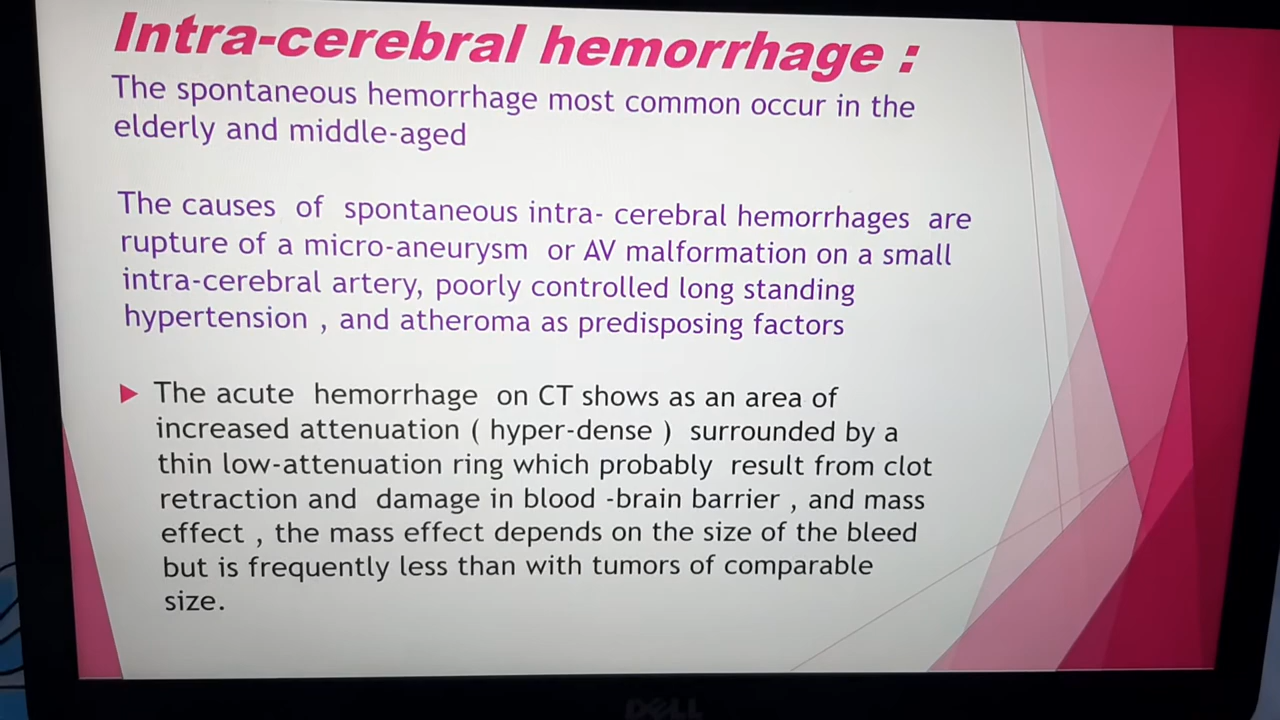 Intra-cerebral hemorrhage :
The spontaneous hemorrhage most common occur in the
elderly and middle-aged
The causes of spontaneous intra- cerebral hemorrhages are
rupture of a micro-aneurysm or AV malformation on a small
intra-cerebral artery, poorly controlled long standing
hypertension , and atheroma as predisposing factors
The acute hemorrhage on CT shows as an area of
increased attenuation ( hyper-dense ) surrounded by a
thin low-attenuation ring which probably result from clot
retraction and damage in blood -brain barrier , and mass
effect , the mass effect depends on the size of the bleed
but is frequently less than with tumors of comparable
size.
DELL